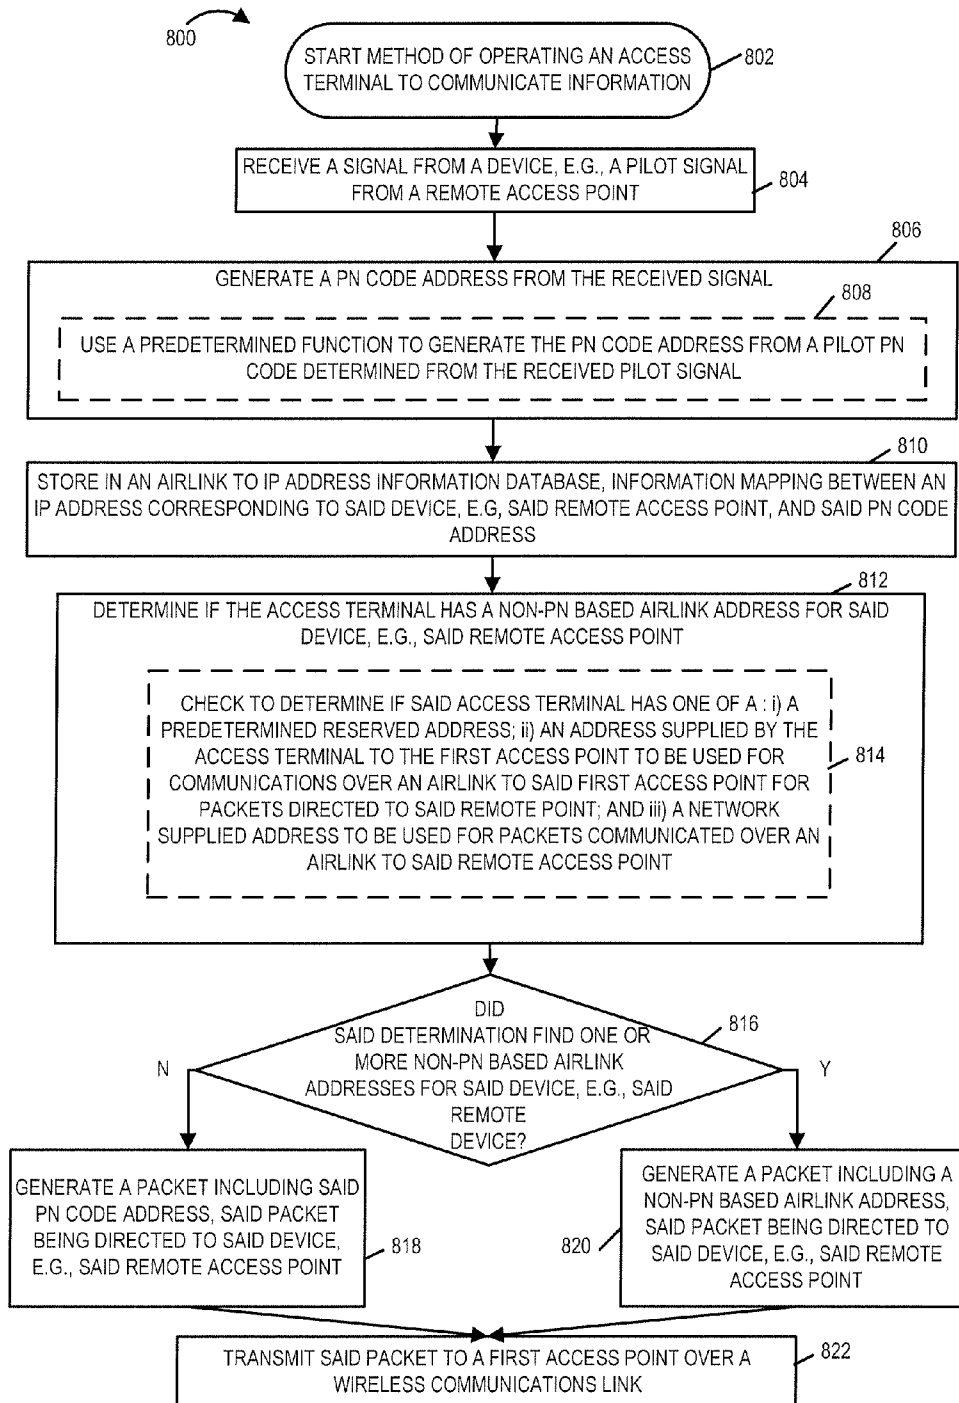 800
START METHOD OF OPERATING AN ACCESS
TERMINAL TO COMMUNICATE INFORMATION
802
RECEIVE A SIGNAL FROM A DEVICE, E.G., A PILOT SIGNAL
FROM A REMOTE ACCESS POINT
804
806
GENERATE A PN CODE ADDRESS FROM THE RECEIVED SIGNAL
808
USE A PREDETERMINED FUNCTION TO GENERATE THE PN CODE ADDRESS FROM A PILOT PN
CODE DETERMINED FROM THE RECEIVED PILOT SIGNAL
810
STORE IN AN AIRLINK TO IP ADDRESS INFORMATION DATABASE, INFORMATION MAPPING BETWEEN AN
IP ADDRESS CORRESPONDING TO SAID DEVICE, E.G, SAID REMOTE ACCESS POINT, AND SAID PN CODE
ADDRESS
812
DETERMINE IF THE ACCESS TERMINAL HAS A NON-PN BASED AIRLINK ADDRESS FOR SAID
DEVICE, E.G., SAID REMOTE ACCESS POINT
CHECK TO DETERMINE IF SAID ACCESS TERMINAL HAS ONE OF A : i) A
PREDETERMINED RESERVED ADDRESS; ii) AN ADDRESS SUPPLIED BY THE
ACCESS TERMINAL TO THE FIRST ACCESS POINT TO BE USED FOR
COMMUNICATIONS OVER AN AIRLINK TO SAID FIRST ACCESS POINT FOR
PACKETS DIRECTED TO SAID REMOTE POINT; AND iii) A NETWORK
SUPPLIED ADDRESS TO BE USED FOR PACKETS COMMUNICATED OVER AN
AIRLINK TO SAID REMOTE ACCESS POINT
814
DID
SAID DETERMINATION FIND ONE OR
MORE NON-PN BASED AIRLINK
ADDRESSES FOR SAID DEVICE, E.G., SAID
REMOTE
DEVICE?
816
N
Y
GENERATE A PACKET INCLUDING SAID
PN CODE ADDRESS, SAID PACKET
BEING DIRECTED TO SAID DEVICE,
E.G., SAID REMOTE ACCESS POINT
818
820
GENERATE A PACKET INCLUDING A
NON-PN BASED AIRLINK ADDRESS,
SAID PACKET BEING DIRECTED TO
SAID DEVICE, E.G., SAID REMOTE
ACCESS POINT
TRANSMIT SAID PACKET TO A FIRST ACCESS POINT OVER A
WIRELESS COMMUNICATIONS LINK
822